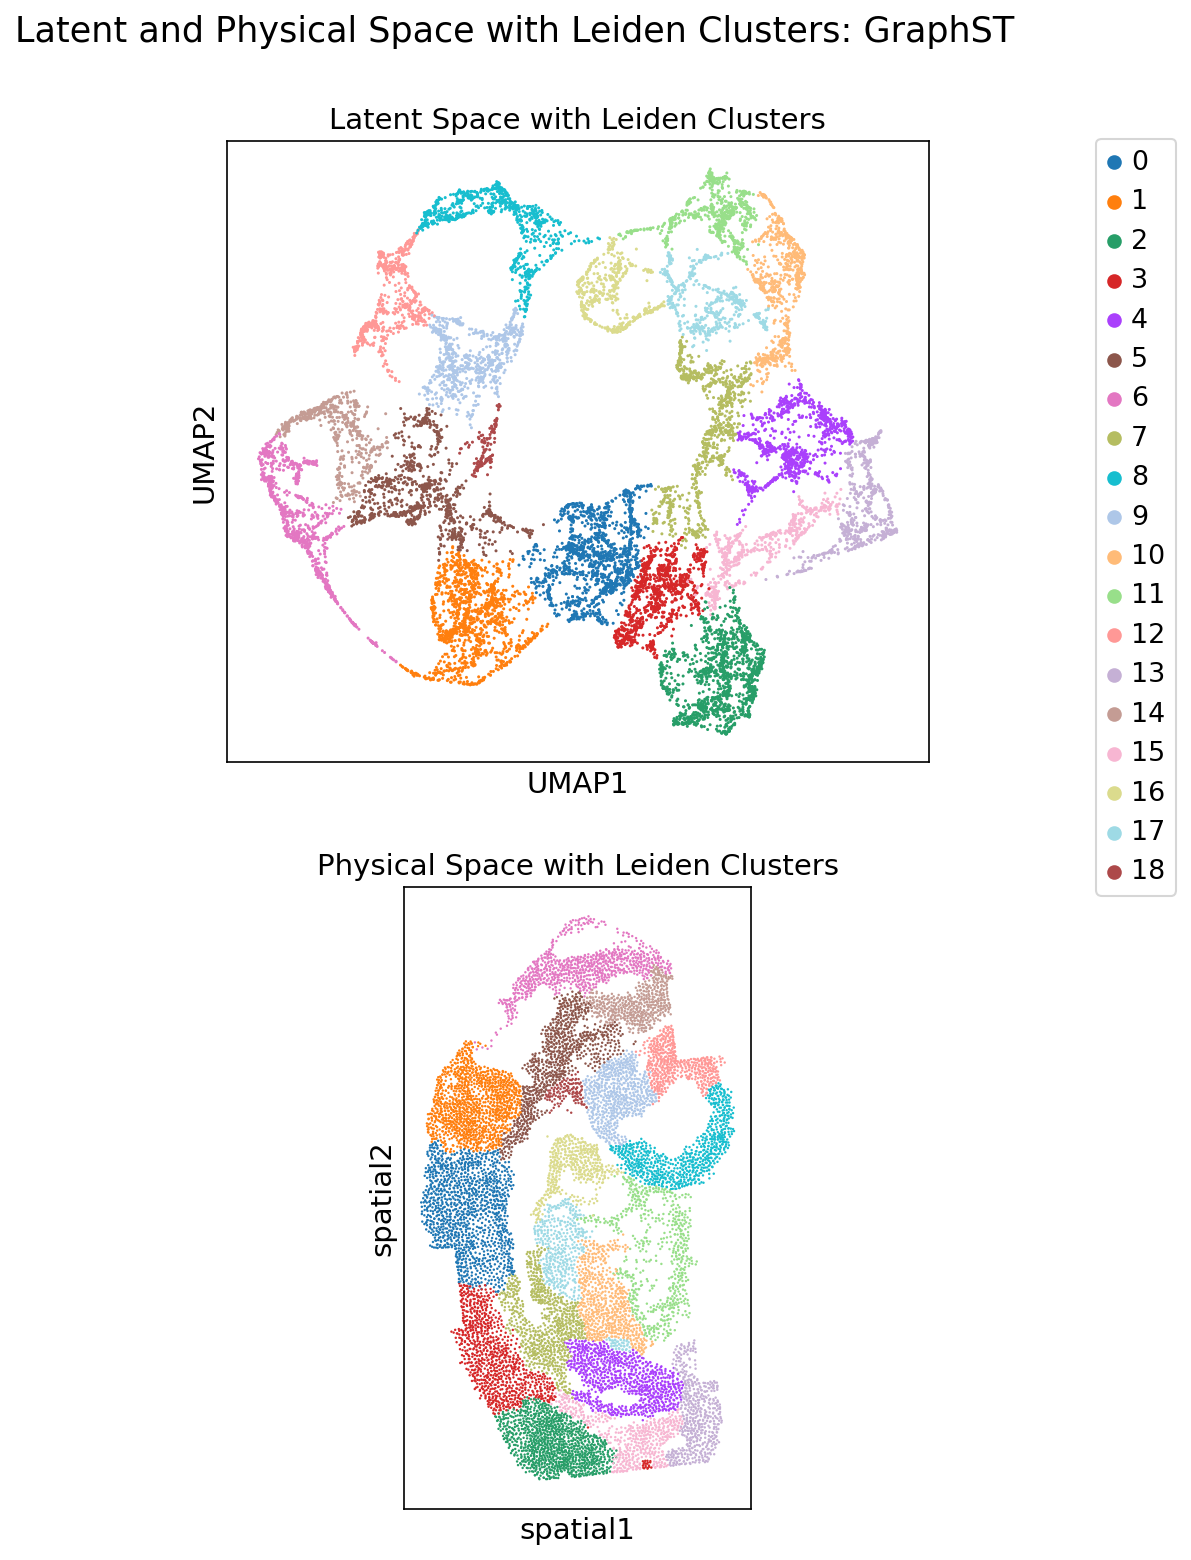 Latent and Physical Space with Leiden Clusters: GraphST
Latent Space with Leiden Clusters
UMAP2
UMAP1
0
1
2
3
4
5
6
7
8
9
10
11
12
13
14
15
16
17
18
Physical Space with Leiden Clusters
spatial2
spatial1